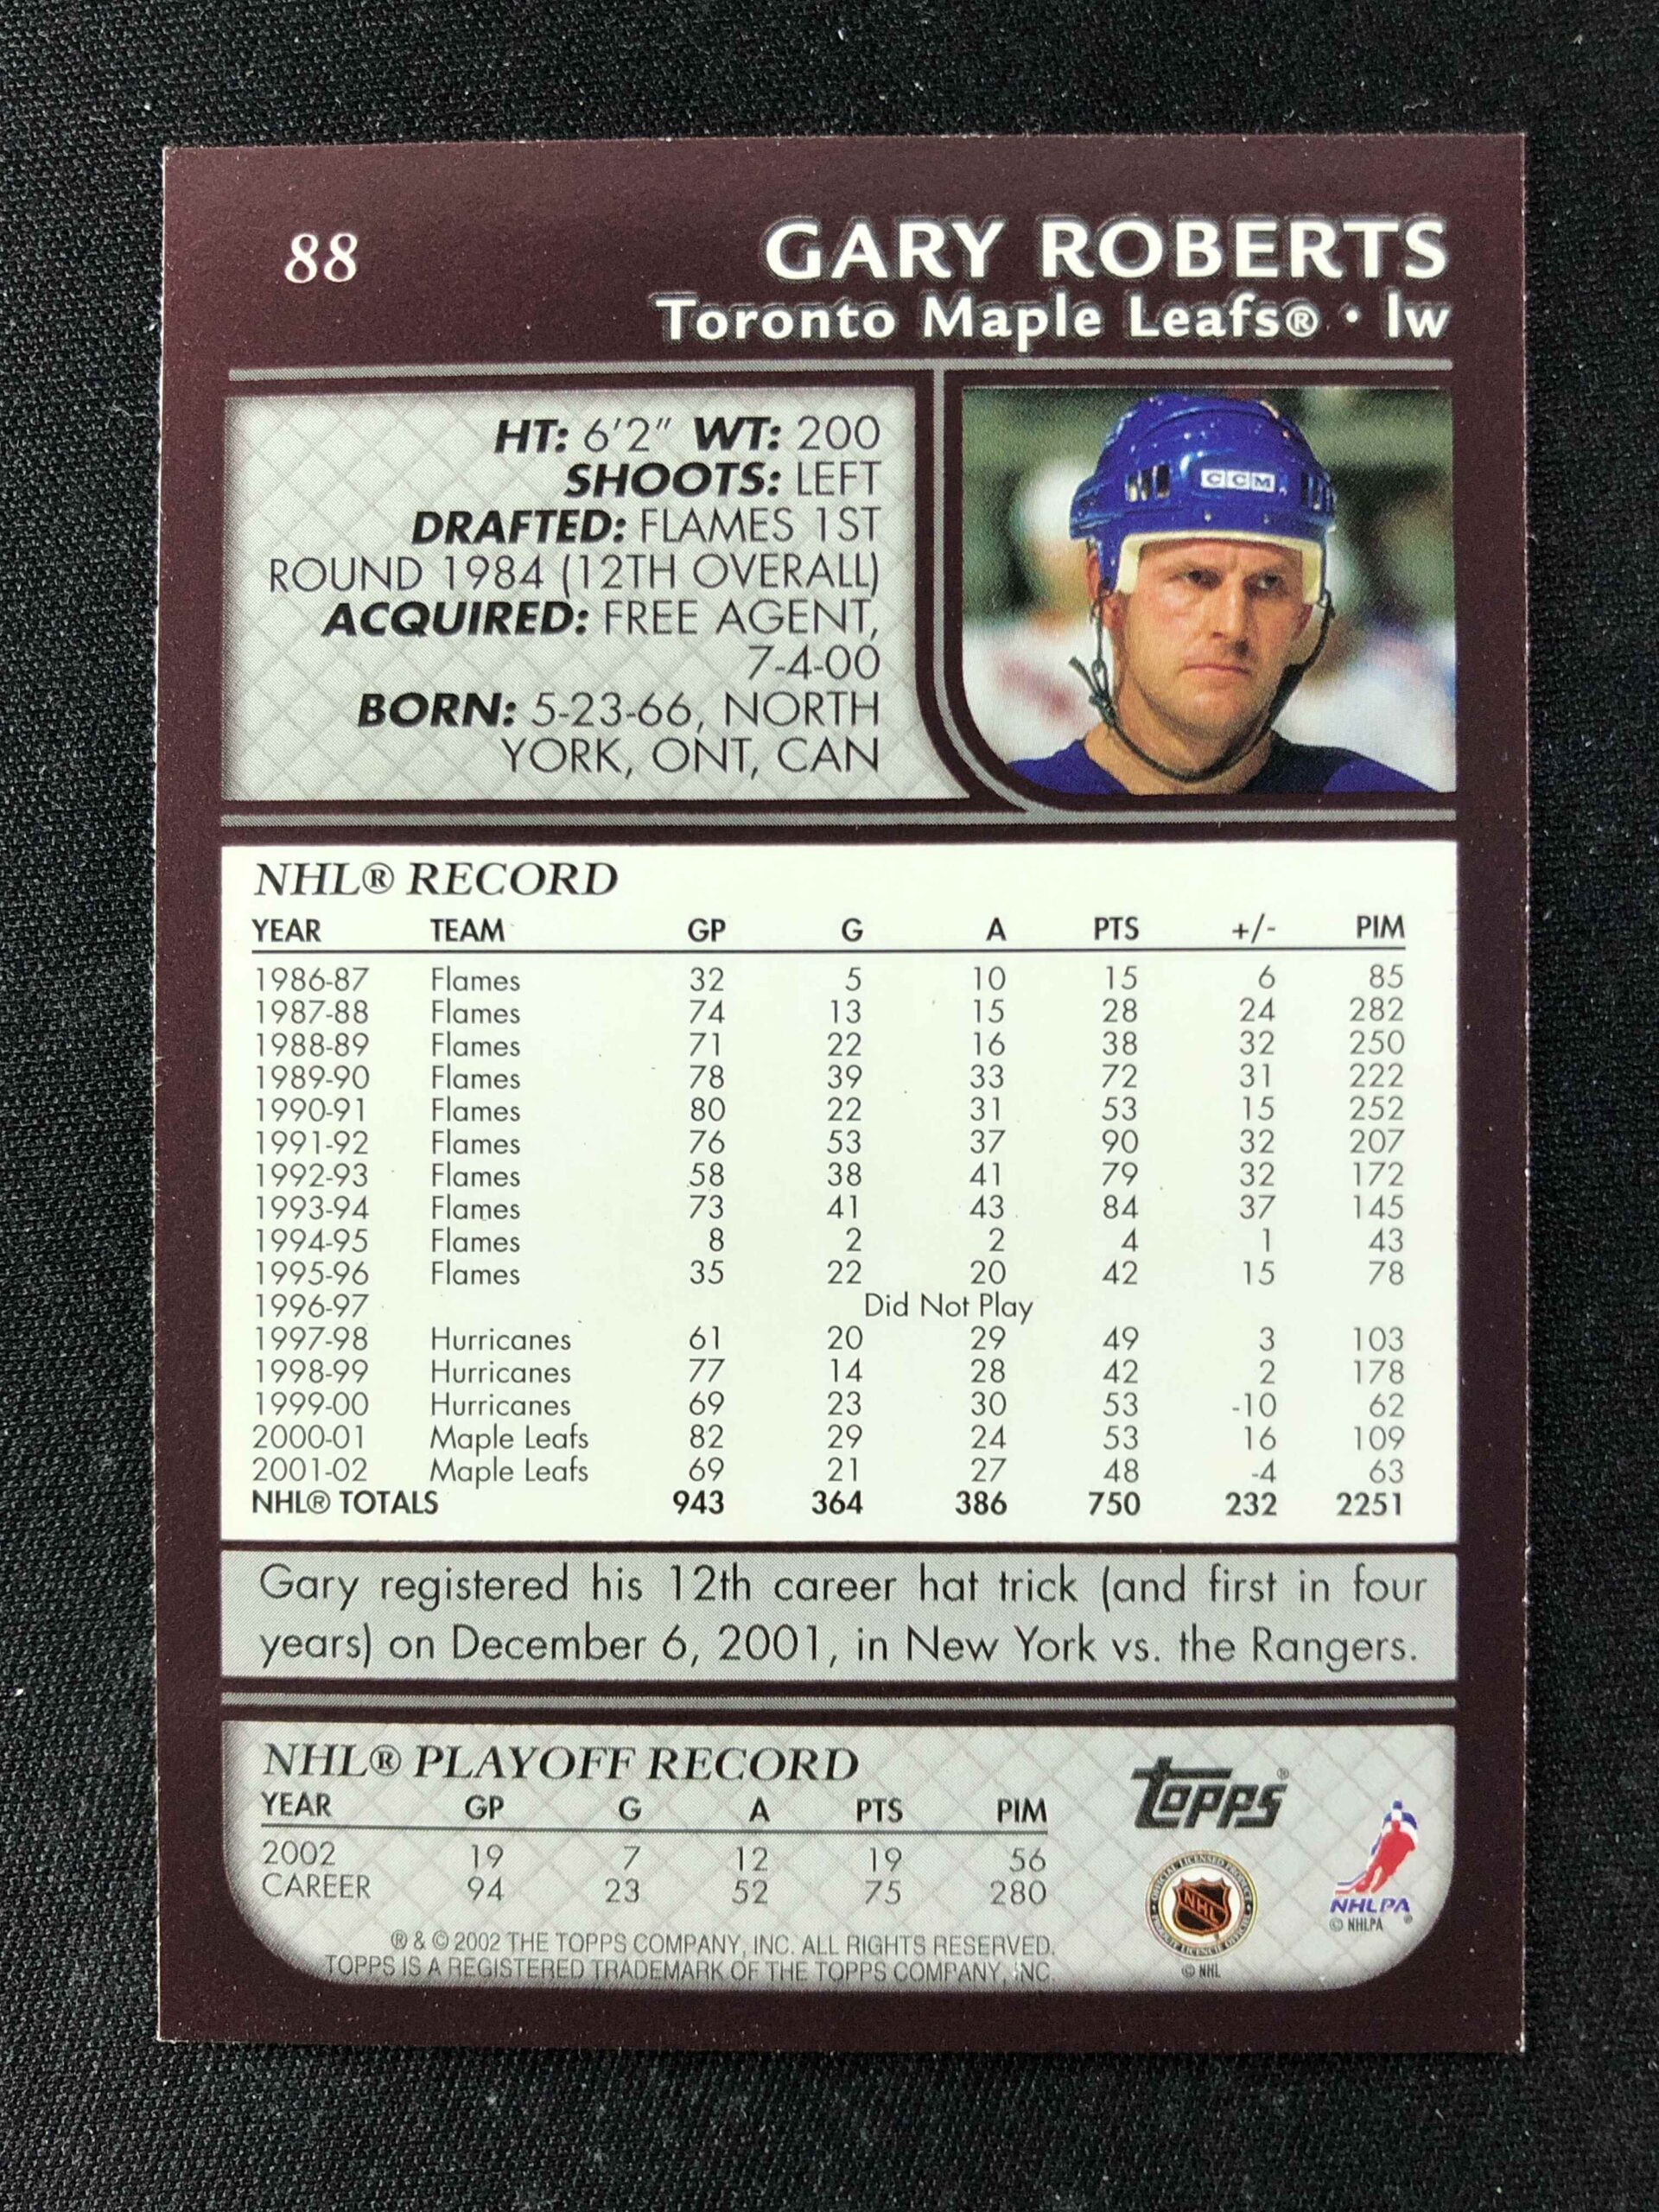 88
GARY ROBERTS
Toronto Maple Leafs® · lw
HT: 6'2" WT: 200
SHOOTS: LEFT
DRAFTED: FLAMES 1ST
ROUND 1984 (12TH OVERALL)
ACQUIRED: FREE AGENT,
7-4-00
BORN: 5-23-66, NORTH
YORK, ONT, CAN
CCM
NHL® RECORD
YEAR TEAM GP G A PTS +/- PIM
1986-87 Flames 32 5 10 15 6 85
1987-88 Flames 74 13 15 28 24 282
1988-89 Flames 71 22 16 38 32 250
1989-90 Flames 78 39 33 72 31 222
1990-91 Flames 80 22 31 53 15 252
1991-92 Flames 76 53 37 90 32 207
1992-93 Flames 58 38 41 79 32 172
1993-94 Flames 73 41 43 84 37 145
1994-95 Flames 8 2 2 4 1 43
1995-96 Flames 35 22 20 42 15 78
1996-97 Did Not Play
1997-98 Hurricanes 61 20 29 49 3 103
1998-99 Hurricanes 77 14 28 42 2 178
1999-00 Hurricanes 69 23 30 53 -10 62
2000-01 Maple Leafs 82 29 24 53 16 109
2001-02 Maple Leafs 69 21 27 48 -4 63
NHL® TOTALS 943 364 386 750 232 2251
Gary registered his 12th career hat trick (and first in four
years) on December 6, 2001, in New York vs. the Rangers.
NHL® PLAYOFF RECORD
YEAR GP G A PTS PIM
2002 19 7 12 19 56
CAREER 94 23 52 75 280
® & © 2002 THE TOPPS COMPANY, INC. ALL RIGHTS RESERVED.
TOPPS IS A REGISTERED TRADEMARK OF THE TOPPS COMPANY, INC.
Topps®
OFFICIAL LICENSED PRODUCT
NHL
PRODUIT LICENCIÉ OFFICIEL
© NHL
NHLPA
© NHLPA